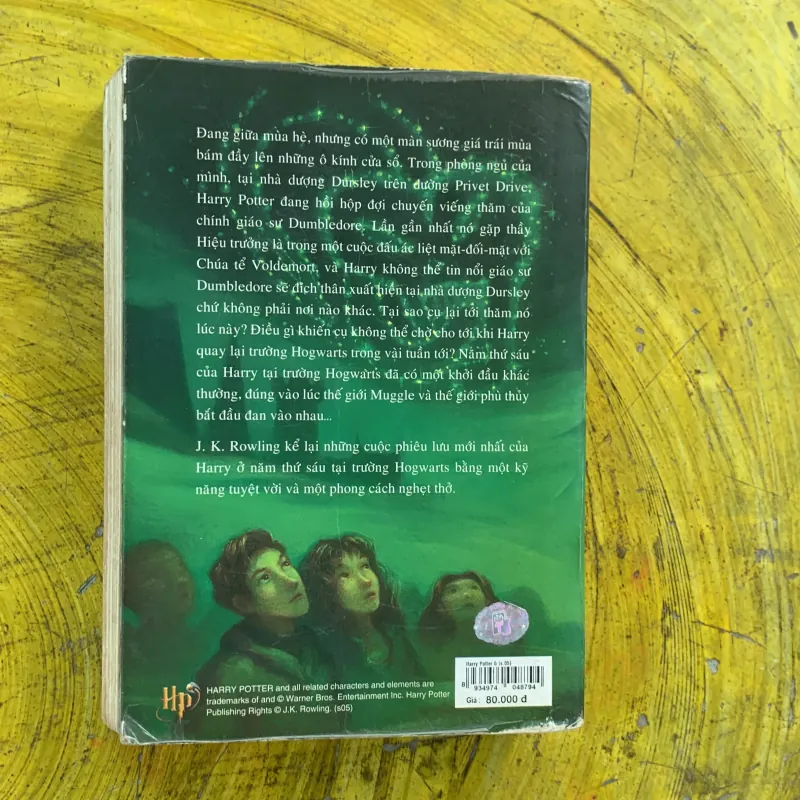 Đang giữa mùa hè, nhưng có một màn sương giá trái mùa
bám đầy lên những ô kính cửa sổ. Trong phòng ngủ của
mình, tại nhà dượng Dursley trên đường Privet Drive,
Harry Potter đang hồi hộp đợi chuyến viếng thăm của
chính giáo sư Dumbledore. Lần gần nhất nó gặp thầy
Hiệu trưởng là trong một cuộc đấu ác liệt mặt-đối-mặt với
Chúa tể Voldemort, và Harry không thể tin nổi giáo sư
Dumbledore sẽ đích thân xuất hiện tại nhà dượng Dursley
chứ không phải nơi nào khác. Tại sao cụ lại tới thăm nó
lúc này? Điều gì khiến cụ không thể chờ cho tới khi Harry
quay lại trường Hogwarts trong vài tuần tới? Năm thứ sáu
của Harry tại trường Hogwarts đã có một khởi đầu khác
thường, đúng vào lúc thế giới Muggle và thế giới phù thủy
bắt đầu đan vào nhau...
J. K. Rowling kể lại những cuộc phiêu lưu mới nhất của
Harry ở năm thứ sáu tại trường Hogwarts bằng một kỹ
năng tuyệt vời và một phong cách nghẹt thở.
Harry Potter 6 (s.05)
8 934974 048794
Giá : 80.000 đ
HP
HARRY POTTER and all related characters and elements are
trademarks of and © Warner Bros. Entertainment Inc. Harry Potter
Publishing Rights © J.K. Rowling. (s05)